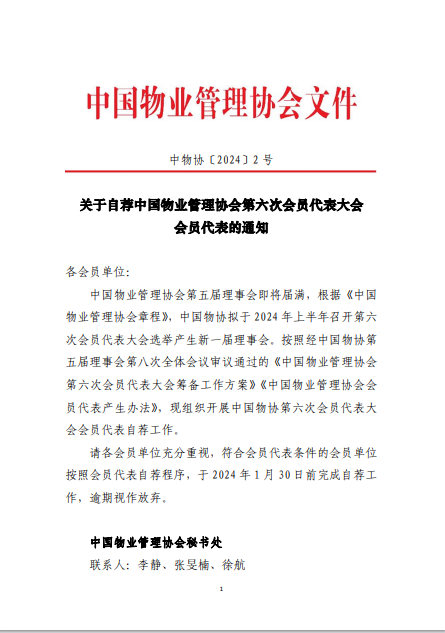 中国物业管理协会文件
中物协〔2024〕2 号
关于自荐中国物业管理协会第六次会员代表大会
会员代表的通知
各会员单位：
中国物业管理协会第五届理事会即将届满，根据《中国
物业管理协会章程》，中国物协拟于 2024 年上半年召开第六
次会员代表大会选举产生新一届理事会。按照经中国物协第
五届理事会第八次全体会议审议通过的《中国物业管理协会
第六次会员代表大会筹备工作方案》《中国物业管理协会会
员代表产生办法》，现组织开展中国物协第六次会员代表大
会会员代表自荐工作。
请各会员单位充分重视，符合会员代表条件的会员单位
按照会员代表自荐程序，于 2024 年 1 月 30 日前完成自荐工
作，逾期视作放弃。
中国物业管理协会秘书处
联系人：李静、张旻楠、徐航
1